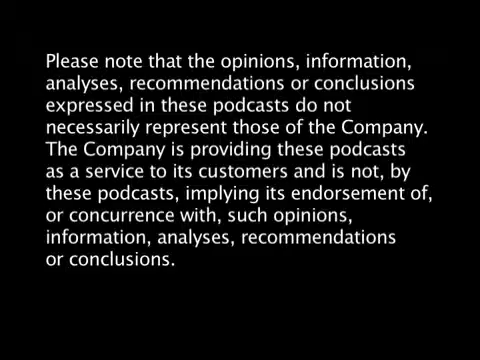 Please note that the opinions, information,
analyses, recommendations or conclusions
expressed in these podcasts do not
necessarily represent those of the Company.
The Company is providing these podcasts
as a service to its customers and is not, by
these podcasts, implying its endorsement of,
or concurrence with, such opinions,
information, analyses, recommendations
or conclusions.